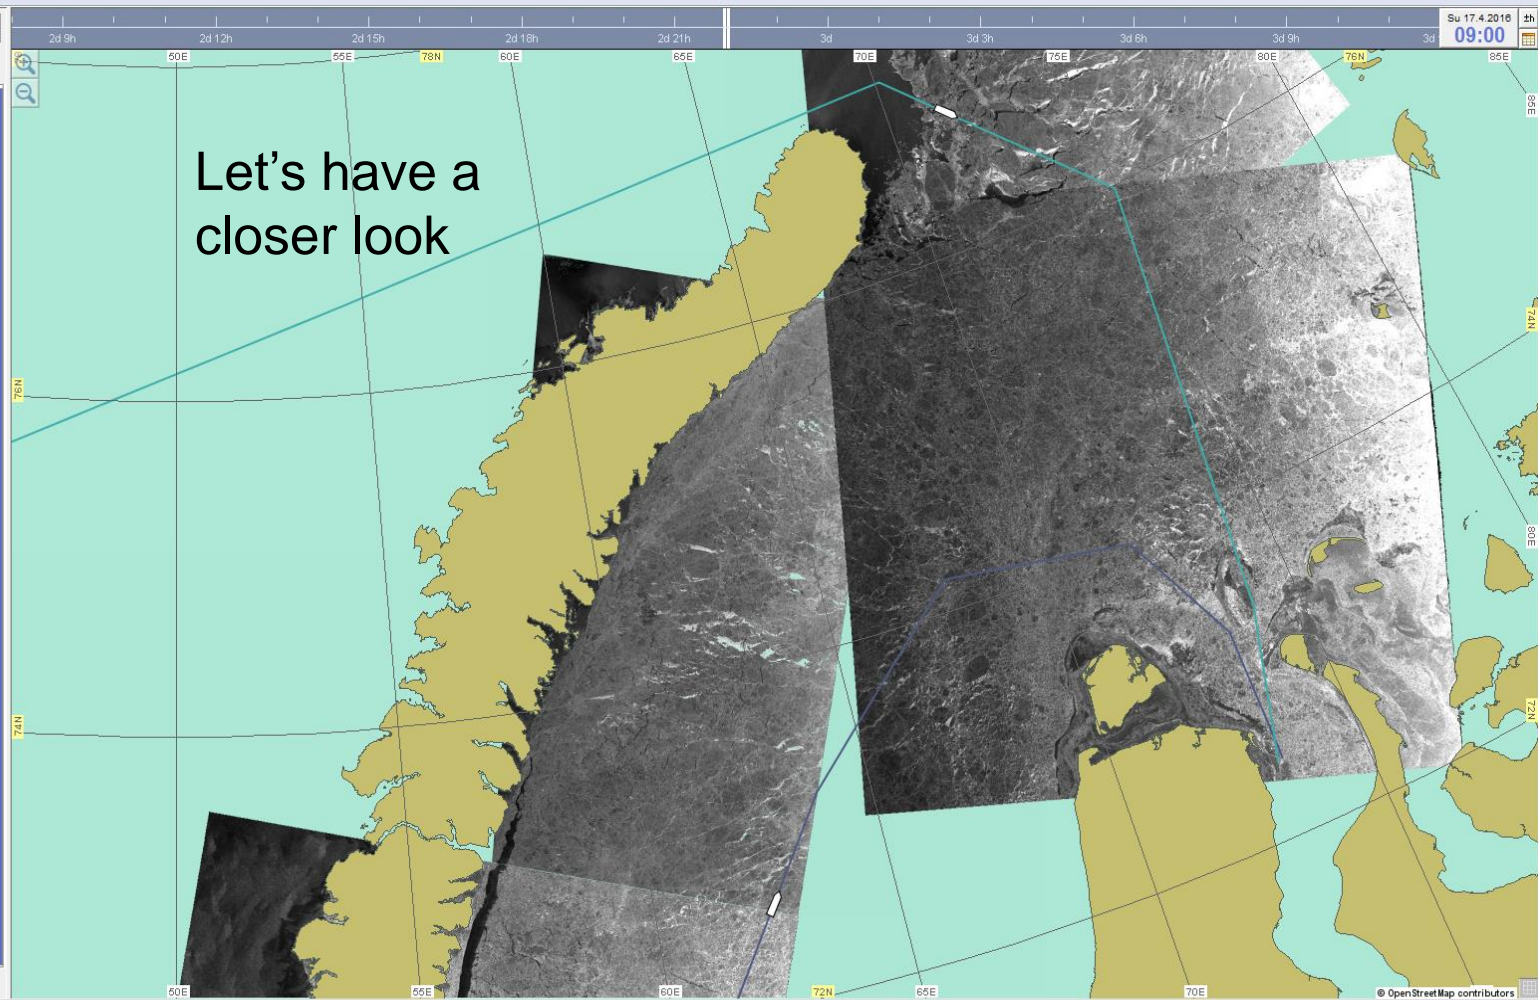 Su 17.4.2016
±h
09:00
2d 9h
2d 12h
2d 15h
2d 18h
2d 21h
3d
3d 3h
3d 6h
3d 9h
50E
55E
78N
60E
65E
70E
75E
80E
76N
85E
85E
Let's have a
closer look
74N
76N
80E
72N
74N
50E
55E
60E
72N
65E
70E
© OpenStreetMap contributors